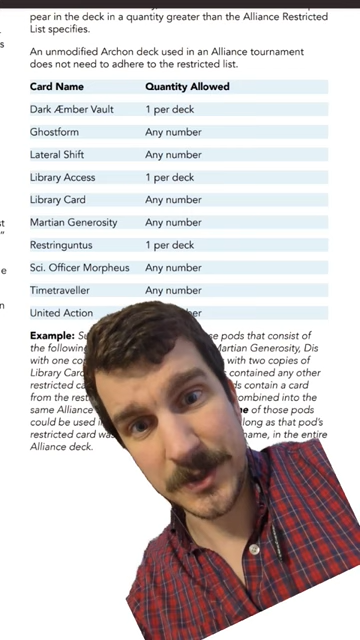 pear in the deck in a quantity greater than the Alliance Restricted
List specifies.
An unmodified Archon deck used in an Alliance tournament
does not need to adhere to the restricted list.
Card Name Quantity Allowed
Dark Æmber Vault 1 per deck
Ghostform Any number
Lateral Shift Any number
Library Access 1 per deck
Library Card Any number
Martian Generosity Any number
Restringuntus 1 per deck
Sci. Officer Morpheus Any number
Timetraveller Any number
United Action
Example: se pods that consist of
the following Martian Generosity, Dis
with one with two copies of
Library Card contained any other
restricted contain a card
from the combined into the
same Alliance of those pods
could be used long as that pod's
restricted card name, in the entire
Alliance deck.